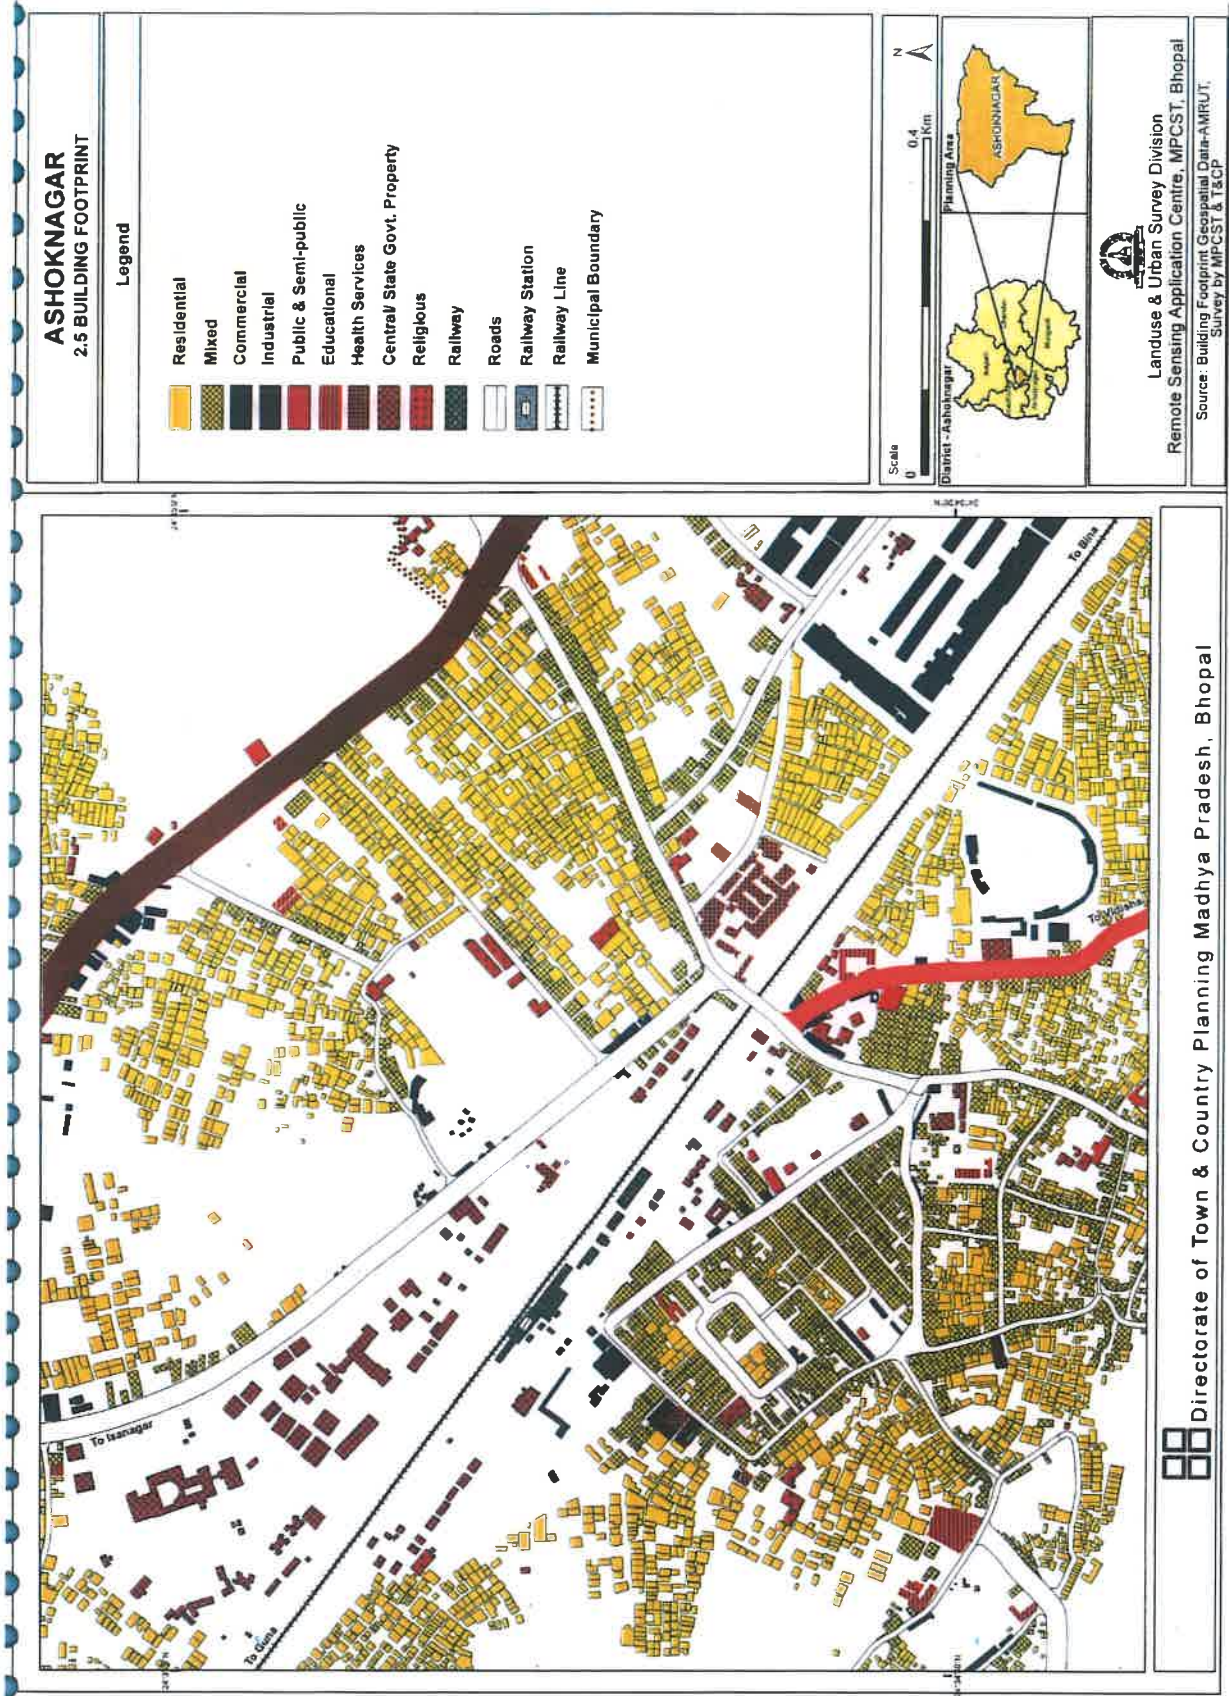 ASHOKNAGAR
2.5 BUILDING FOOTPRINT
Legend
Residential
Mixed
Commercial
Industrial
Public & Semi-public
Educational
Health Services
Central/ State Govt. Property
Religious
Railway
Roads
Railway Station
Railway Line
Municipal Boundary
Scale
0
0.4
Km
N
District - Ashoknagar
Planning Area
ASHOKNAGAR
Landuse & Urban Survey Division
Remote Sensing Application Centre, MPCST, Bhopal
Source: Building Footprint Geospatial Data-AMRUT,
Survey by MPCST & T&CP
To Isanagar
To Guna
To Bina
To Vidisha
Directorate of Town & Country Planning Madhya Pradesh, Bhopal